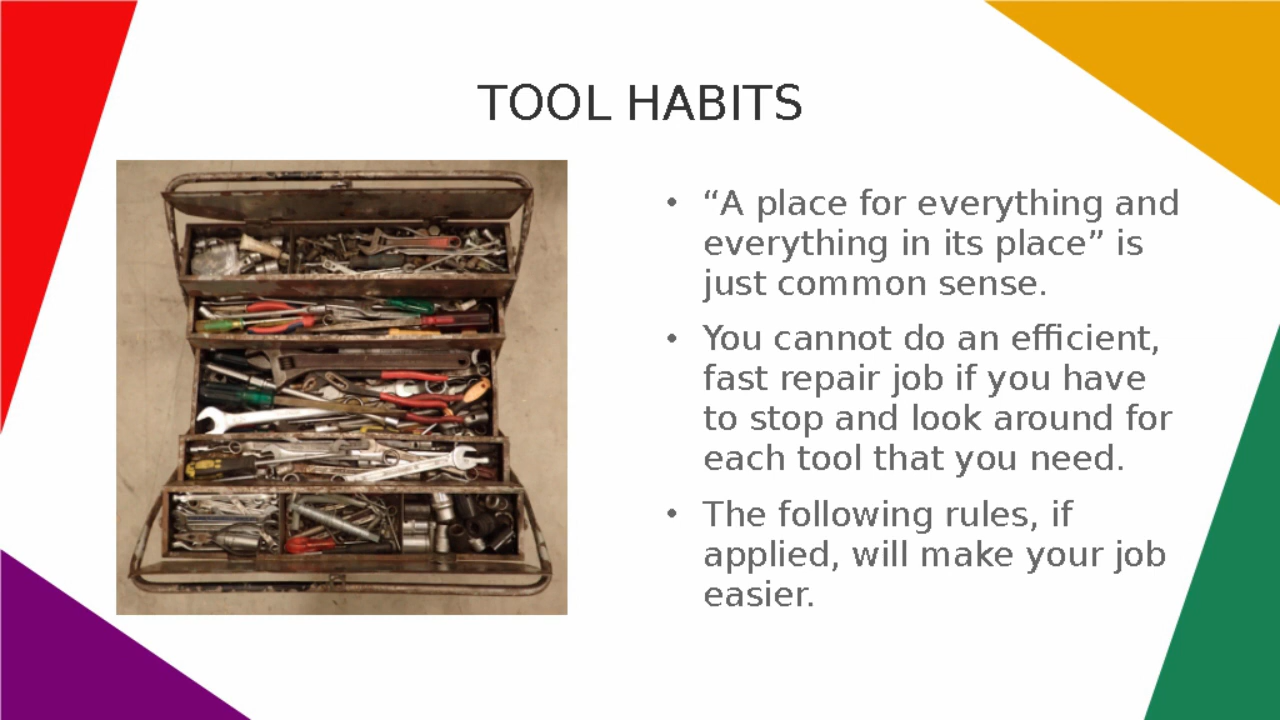 TOOL HABITS
• “A place for everything and
everything in its place” is
just common sense.
• You cannot do an efficient,
fast repair job if you have
to stop and look around for
each tool that you need.
• The following rules, if
applied, will make your job
easier.